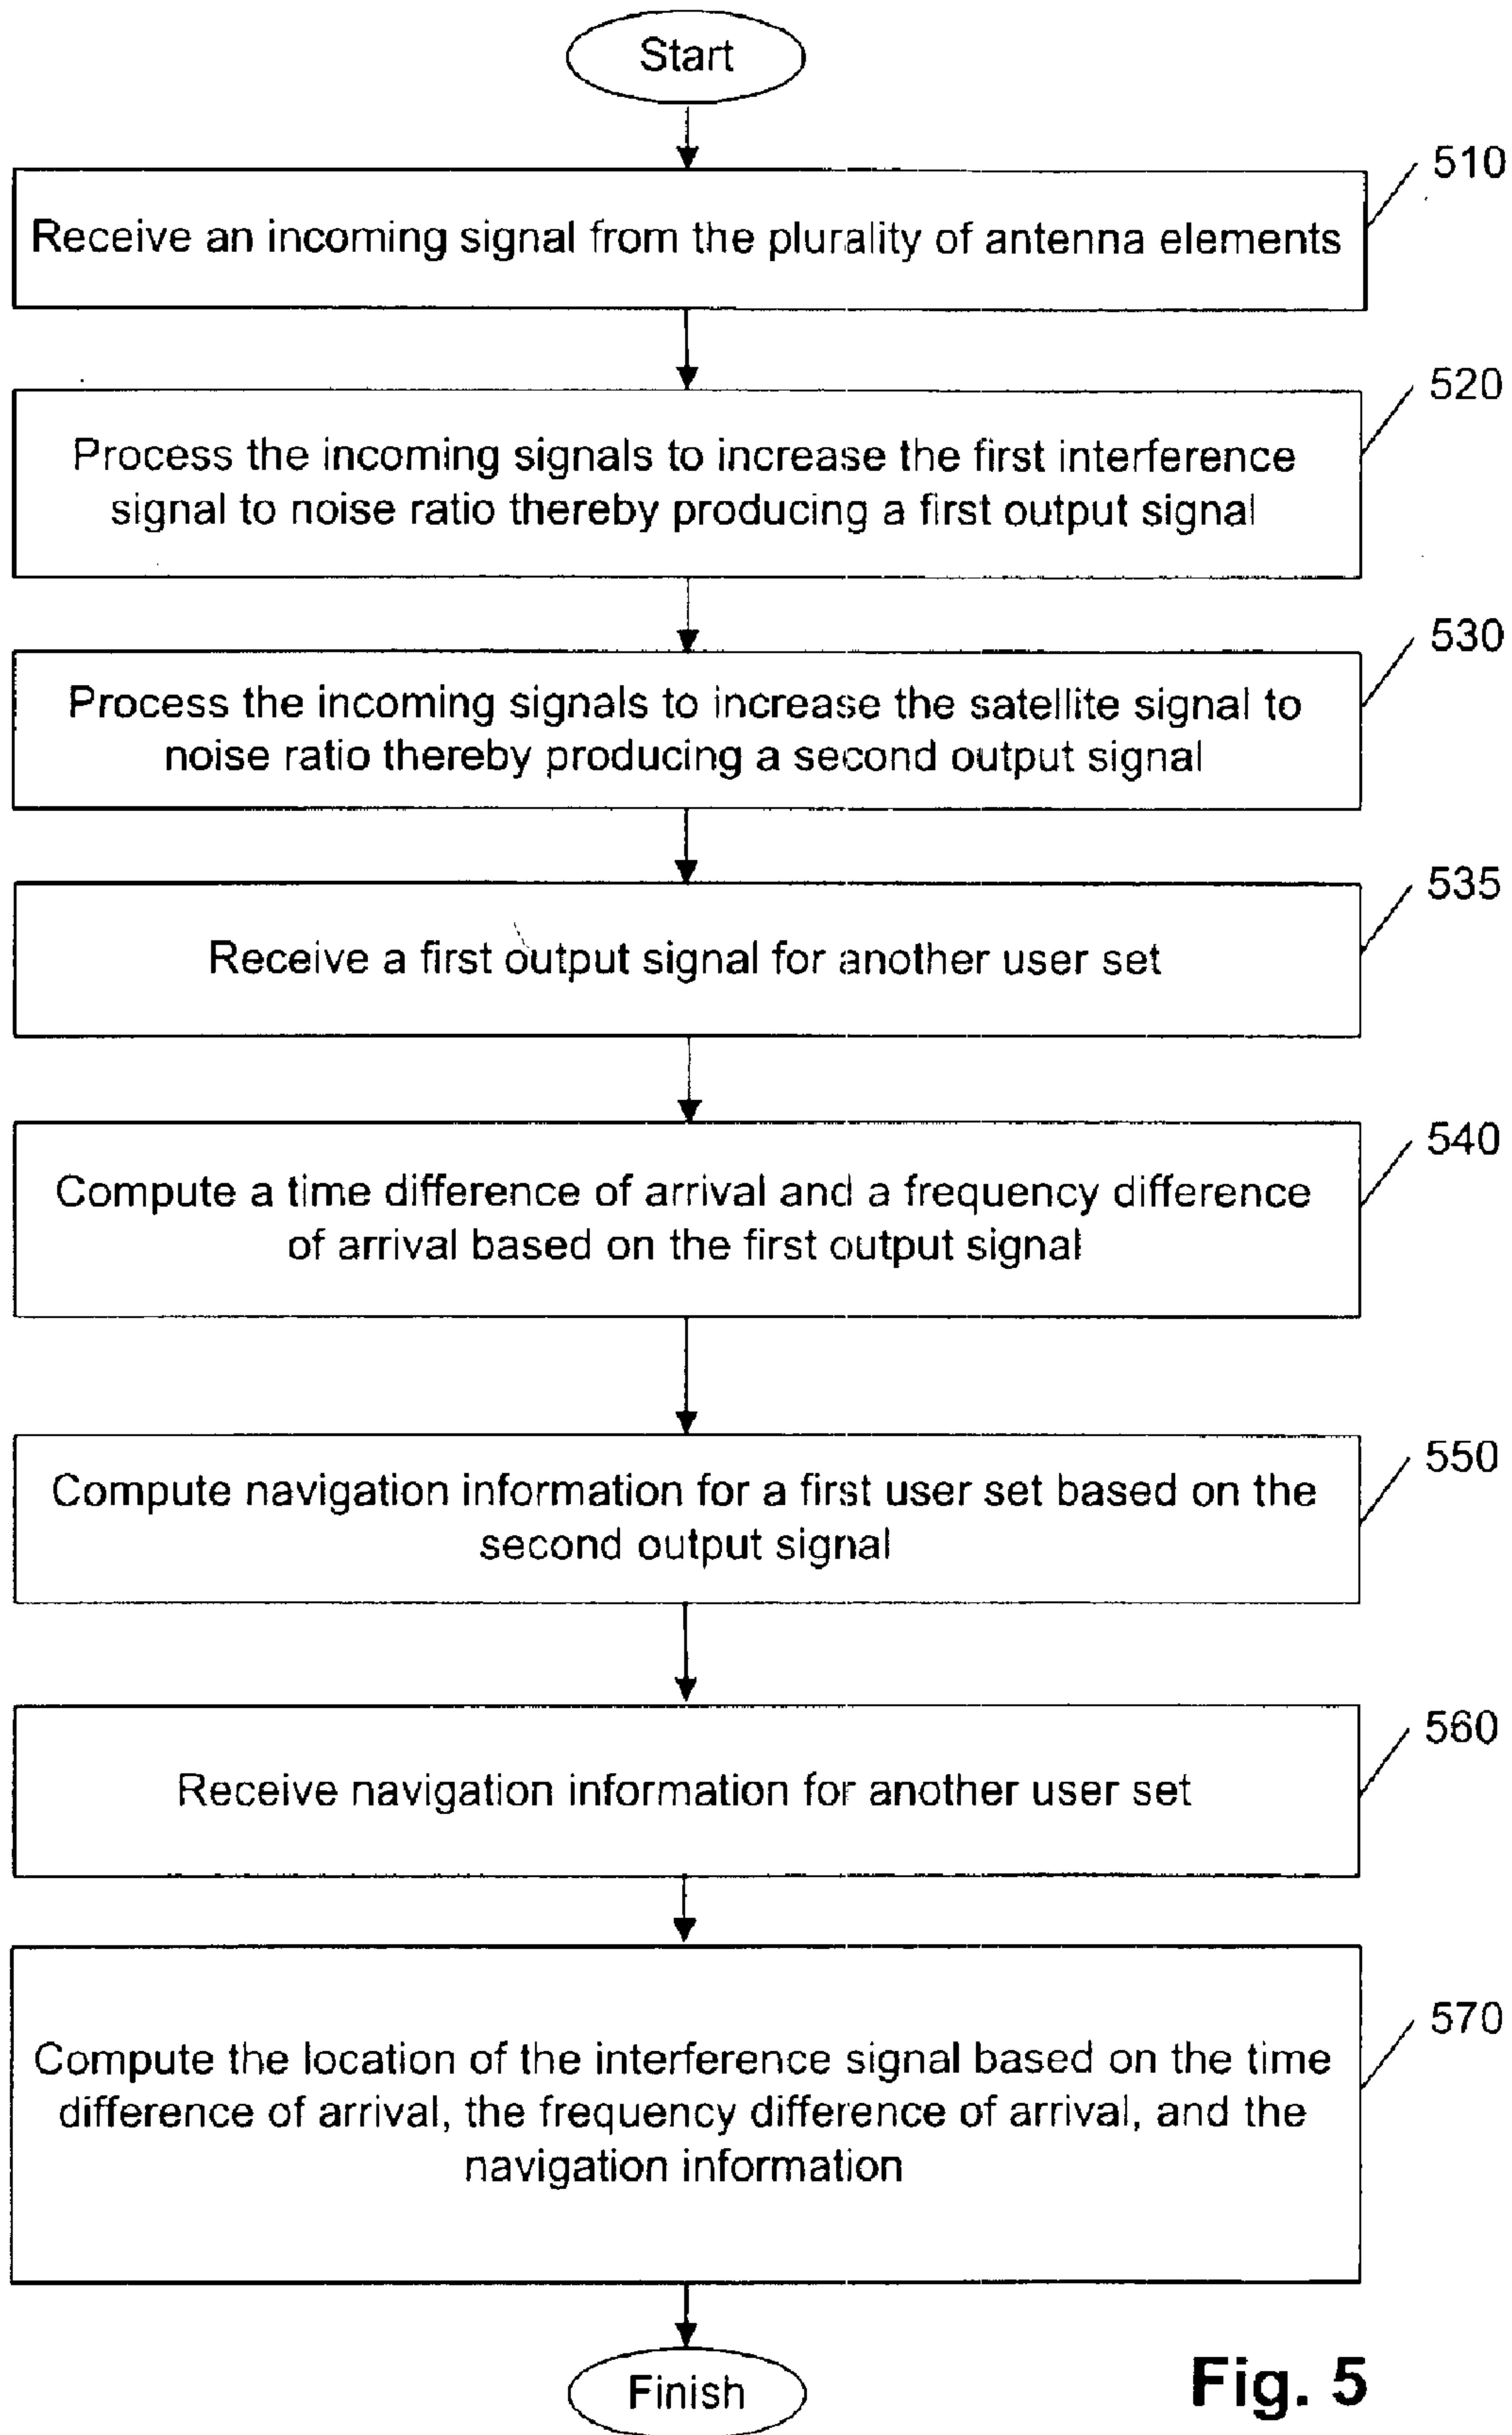 Start
510
Receive an incoming signal from the plurality of antenna elements
520
Process the incoming signals to increase the first interference
signal to noise ratio thereby producing a first output signal
530
Process the incoming signals to increase the satellite signal to
noise ratio thereby producing a second output signal
535
Receive a first output signal for another user set
540
Compute a time difference of arrival and a frequency difference
of arrival based on the first output signal
550
Compute navigation information for a first user set based on the
second output signal
560
Receive navigation information for another user set
570
Compute the location of the interference signal based on the time
difference of arrival, the frequency difference of arrival, and the
navigation information
Finish
Fig. 5